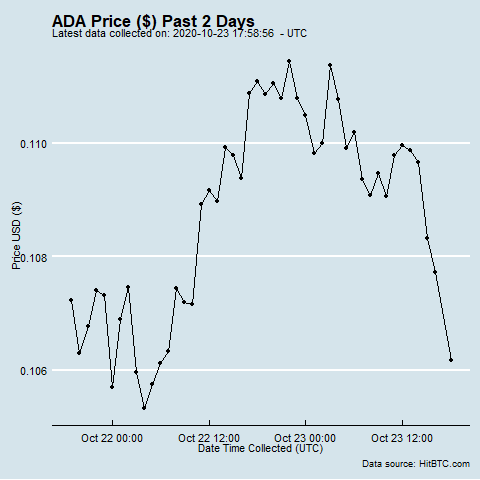 ADA Price ($) Past 2 Days
Latest data collected on: 2020-10-23 17:58:56  - UTC
Price USD ($)
0.110
0.108
0.106
Oct 22 00:00
Oct 22 12:00
Oct 23 00:00
Oct 23 12:00
Date Time Collected (UTC)
Data source: HitBTC.com